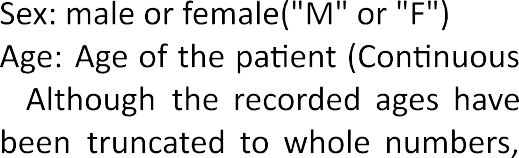 Sex: male or female("M" or "F")
Age: Age of the patient (Continuous
Although the recorded ages have
been truncated to whole numbers,